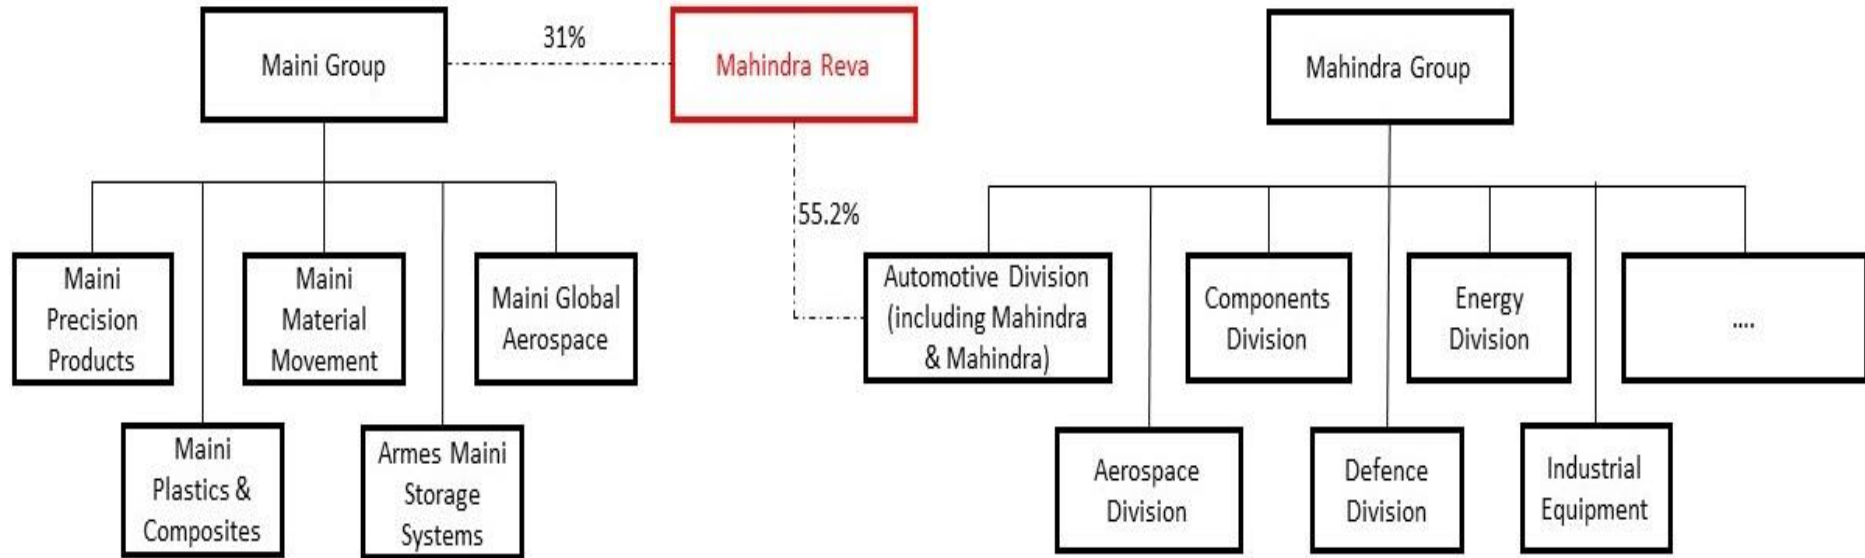 Maini Group
31%
Mahindra Reva
Mahindra Group
55.2%
Maini
Precision
Products
Maini
Material
Movement
Maini Global
Aerospace
Automotive Division
(including Mahindra
& Mahindra)
Components
Division
Energy
Division
....
Maini
Plastics &
Composites
Armes Maini
Storage
Systems
Aerospace
Division
Defence
Division
Industrial
Equipment